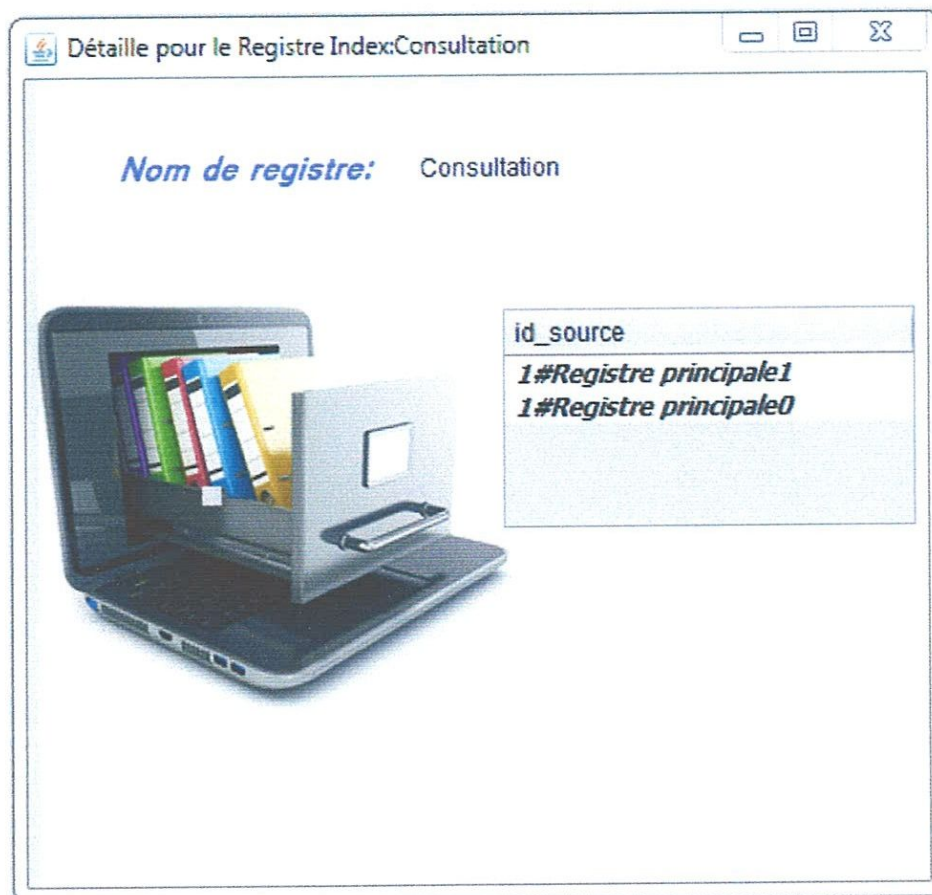 Détaille pour le Registre Index:Consultation
Nom de registre: Consultation
id_source
1#Registre principale1
1#Registre principale0